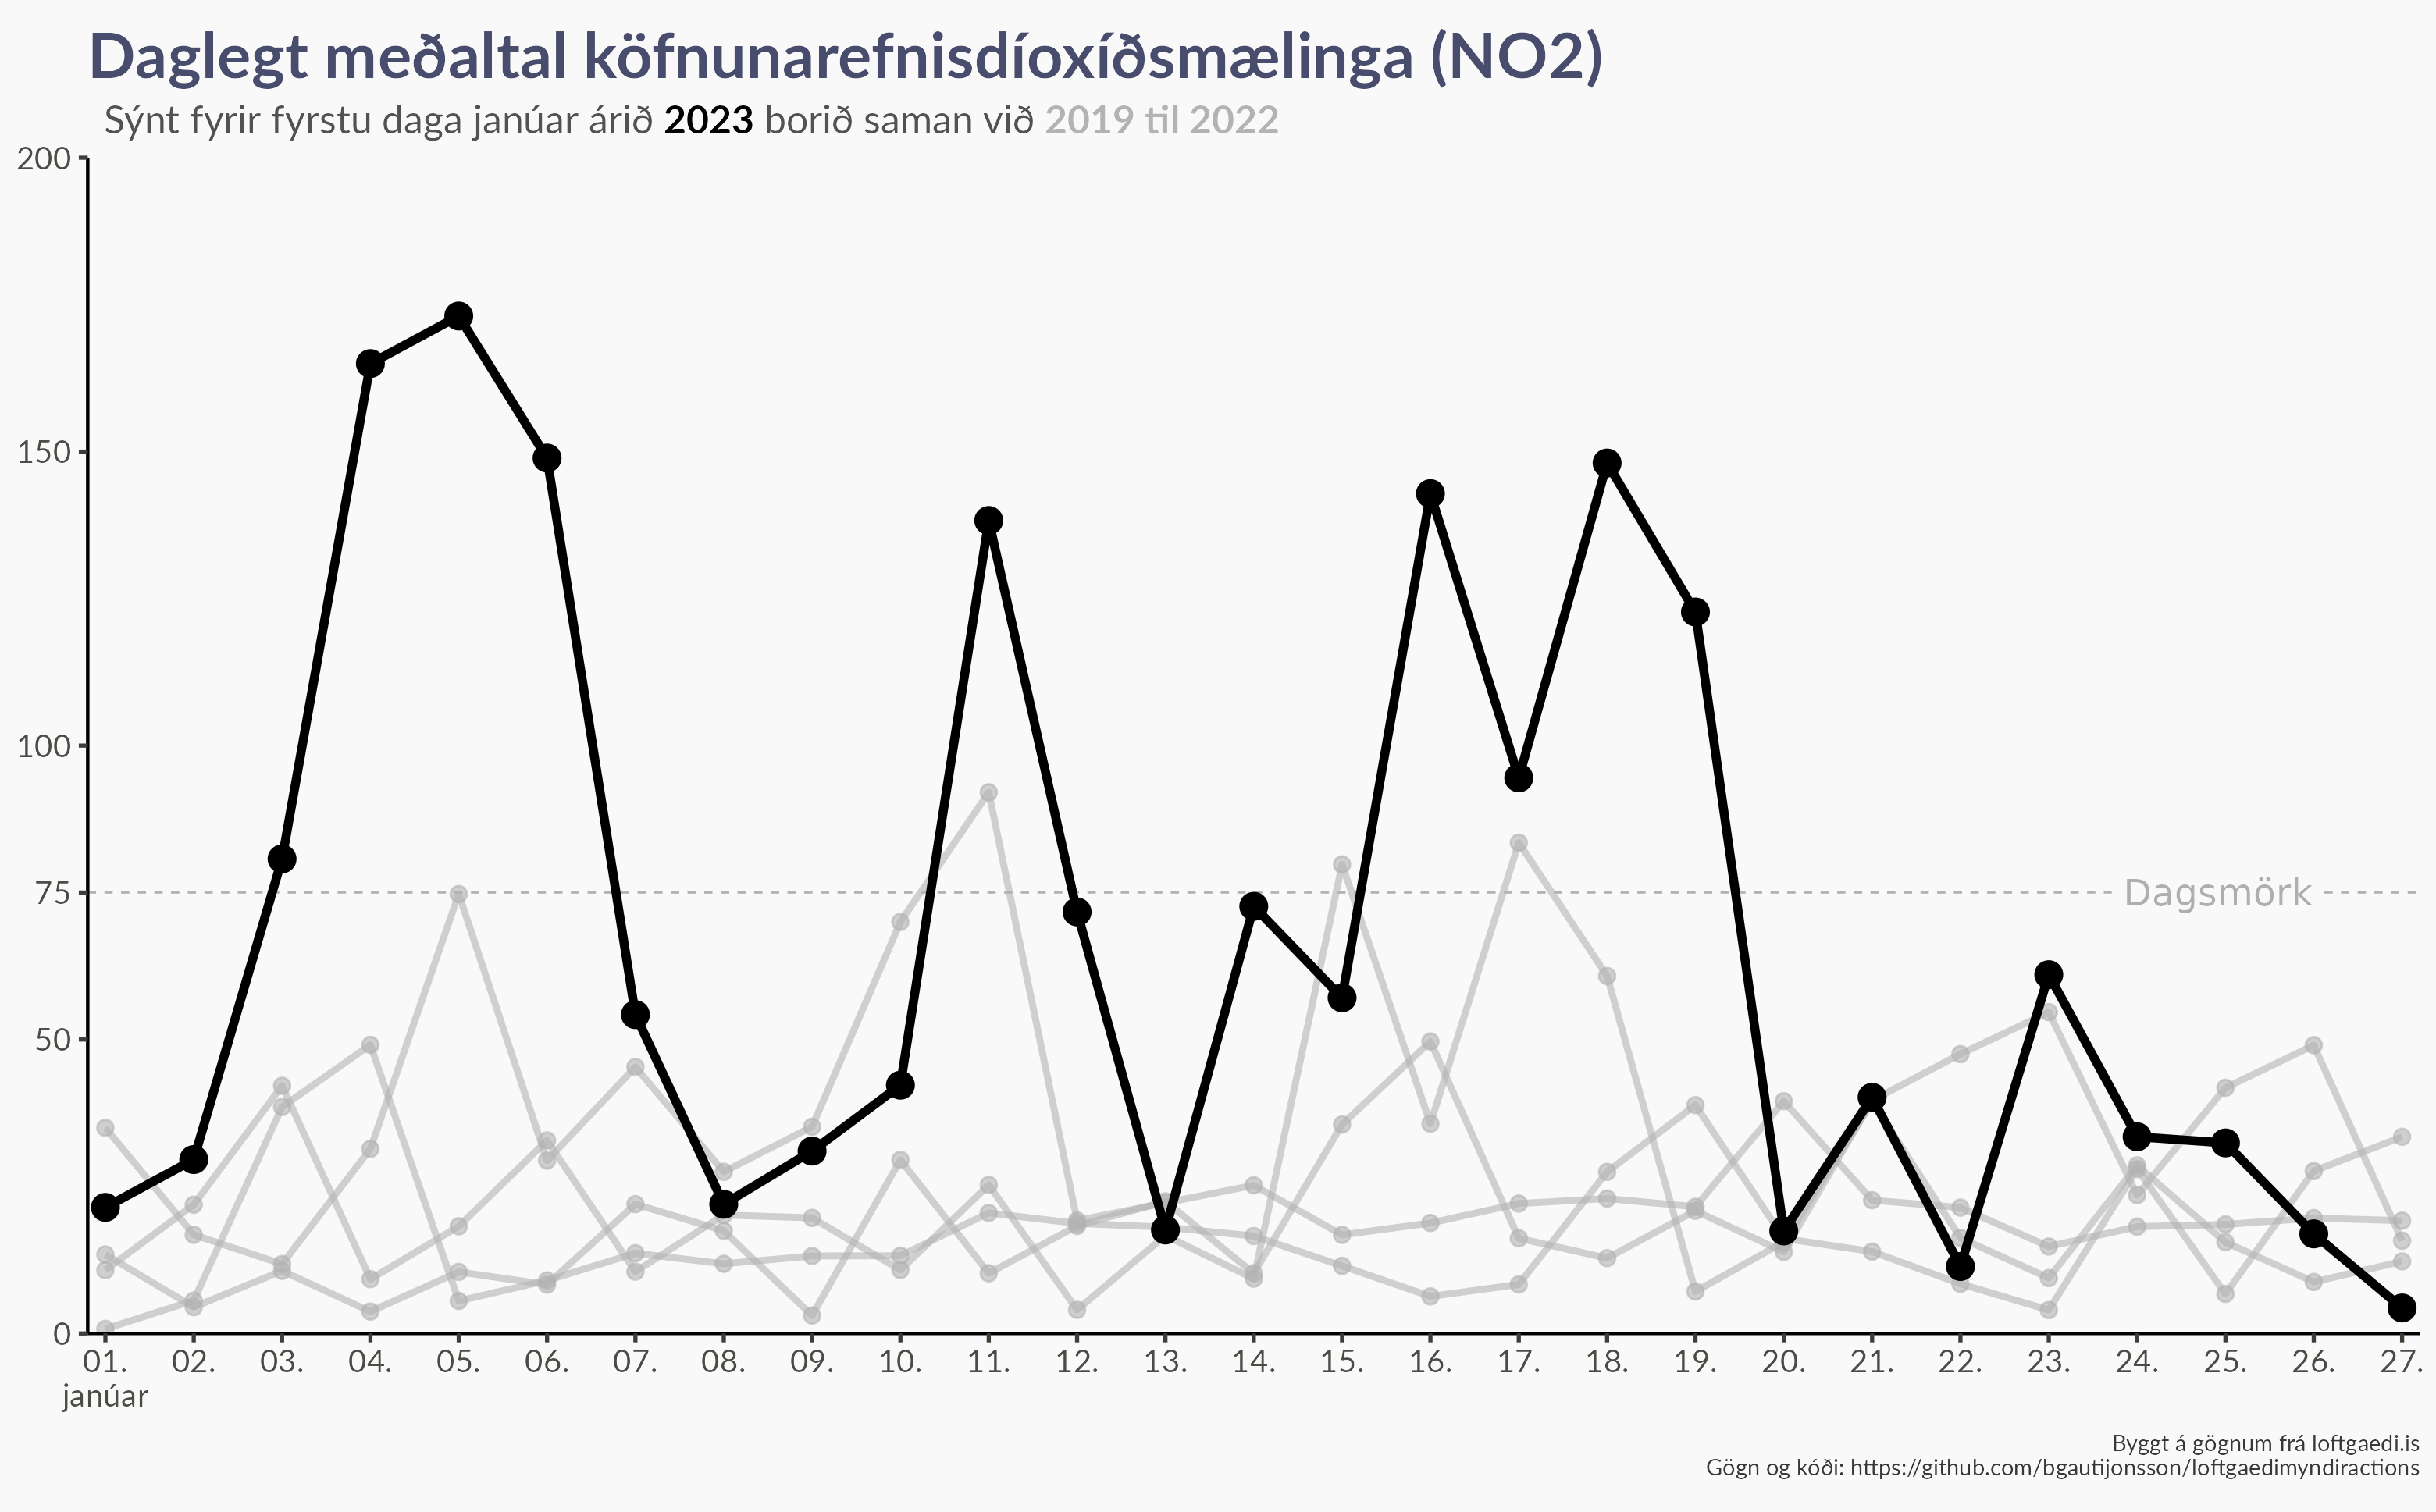 Daglegt meðaltal köfnunarefnisdíoxíðsmælinga (NO2)
Sýnt fyrir fyrstu daga janúar árið 2023 borið saman við 2019 til 2022
200
150
100
75
Dagsmörk
50
0
01. 02. 03. 04. 05. 06. 07. 08. 09. 10. 11. 12. 13. 14. 15. 16. 17. 18. 19. 20. 21. 22. 23. 24. 25. 26. 27.
janúar
Byggt á gögnum frá loftgaedi.is
Gögn og kóði: https://github.com/bgautijonsson/loftgaedimyndiractions